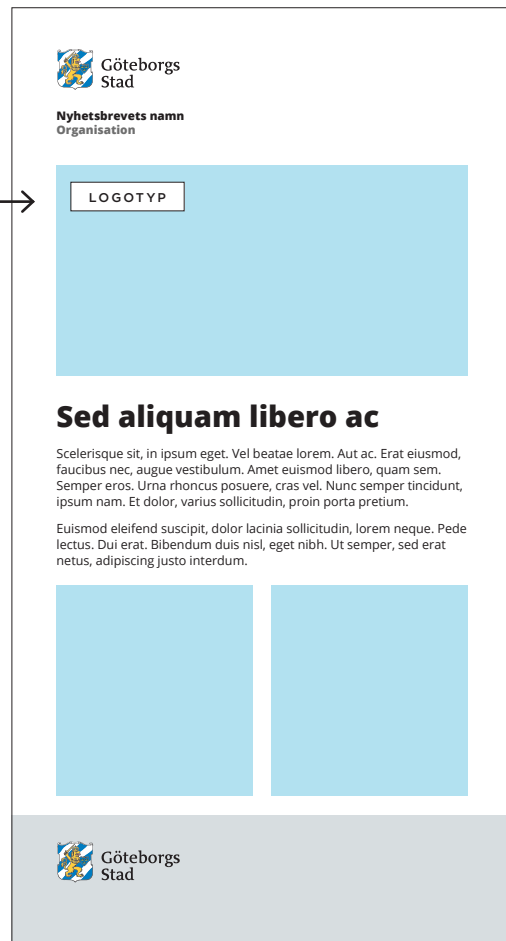 Göteborgs
Stad
Nyhetsbrevets namn
Organisation
LOGOTYP
Sed aliquam libero ac
Scelerisque sit, in ipsum eget. Vel beatae lorem. Aut ac. Erat eiusmod,
faucibus nec, augue vestibulum. Amet euismod libero, quam sem.
Semper eros. Urna rhoncus posuere, cras vel. Nunc semper tincidunt,
ipsum nam. Et dolor, varius sollicitudin, proin porta pretium.
Euismod eleifend suscipit, dolor lacinia sollicitudin, lorem neque. Pede
lectus. Dui erat. Bibendum duis nisl, eget nibh. Ut semper, sed erat
netus, adipiscing justo interdum.
Göteborgs
Stad